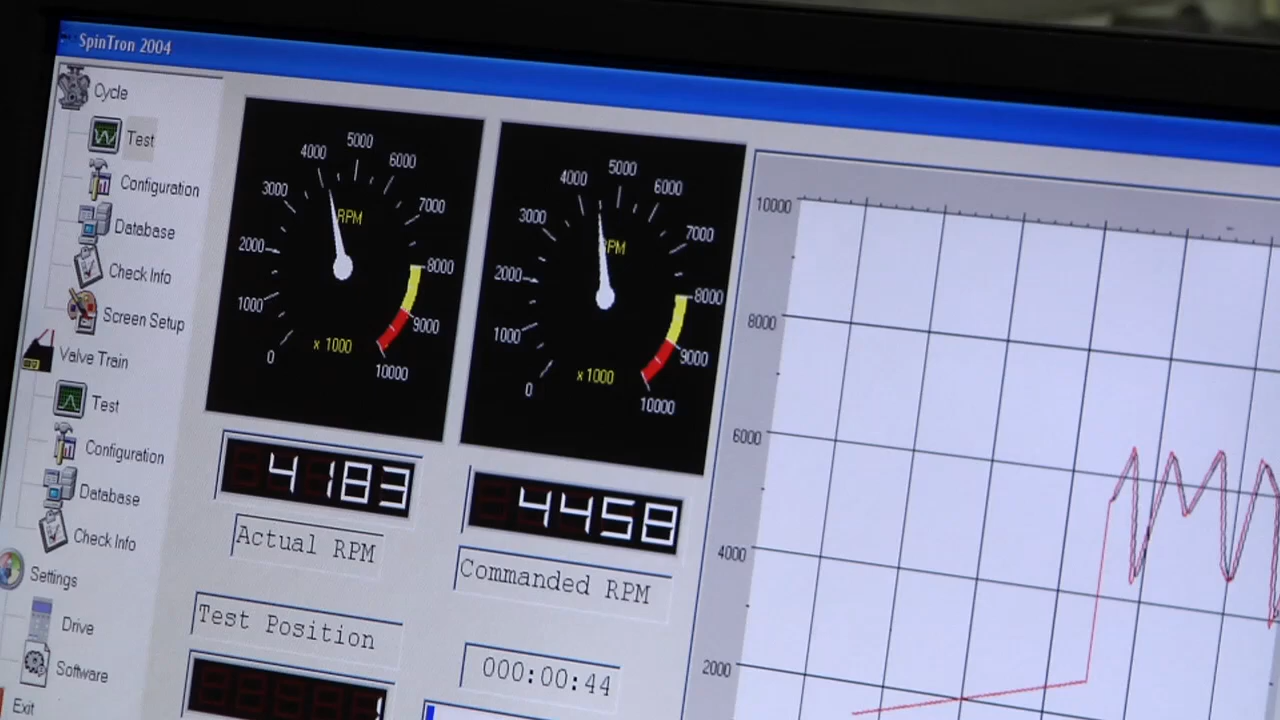 SpinTron 2004
Cycle
Test
Configuration
Database
Check Info
Screen Setup
Valve Train
Test
Configuration
Database
Check Info
Settings
Drive
Software
Exit
0
1000
2000
3000
4000
5000
6000
7000
8000
9000
10000
RPM
x 1000
4183
Actual RPM
Test Position
0
1000
2000
3000
4000
5000
6000
7000
8000
9000
10000
RPM
x 1000
4458
Commanded RPM
000:00:44
10000
8000
6000
4000
2000